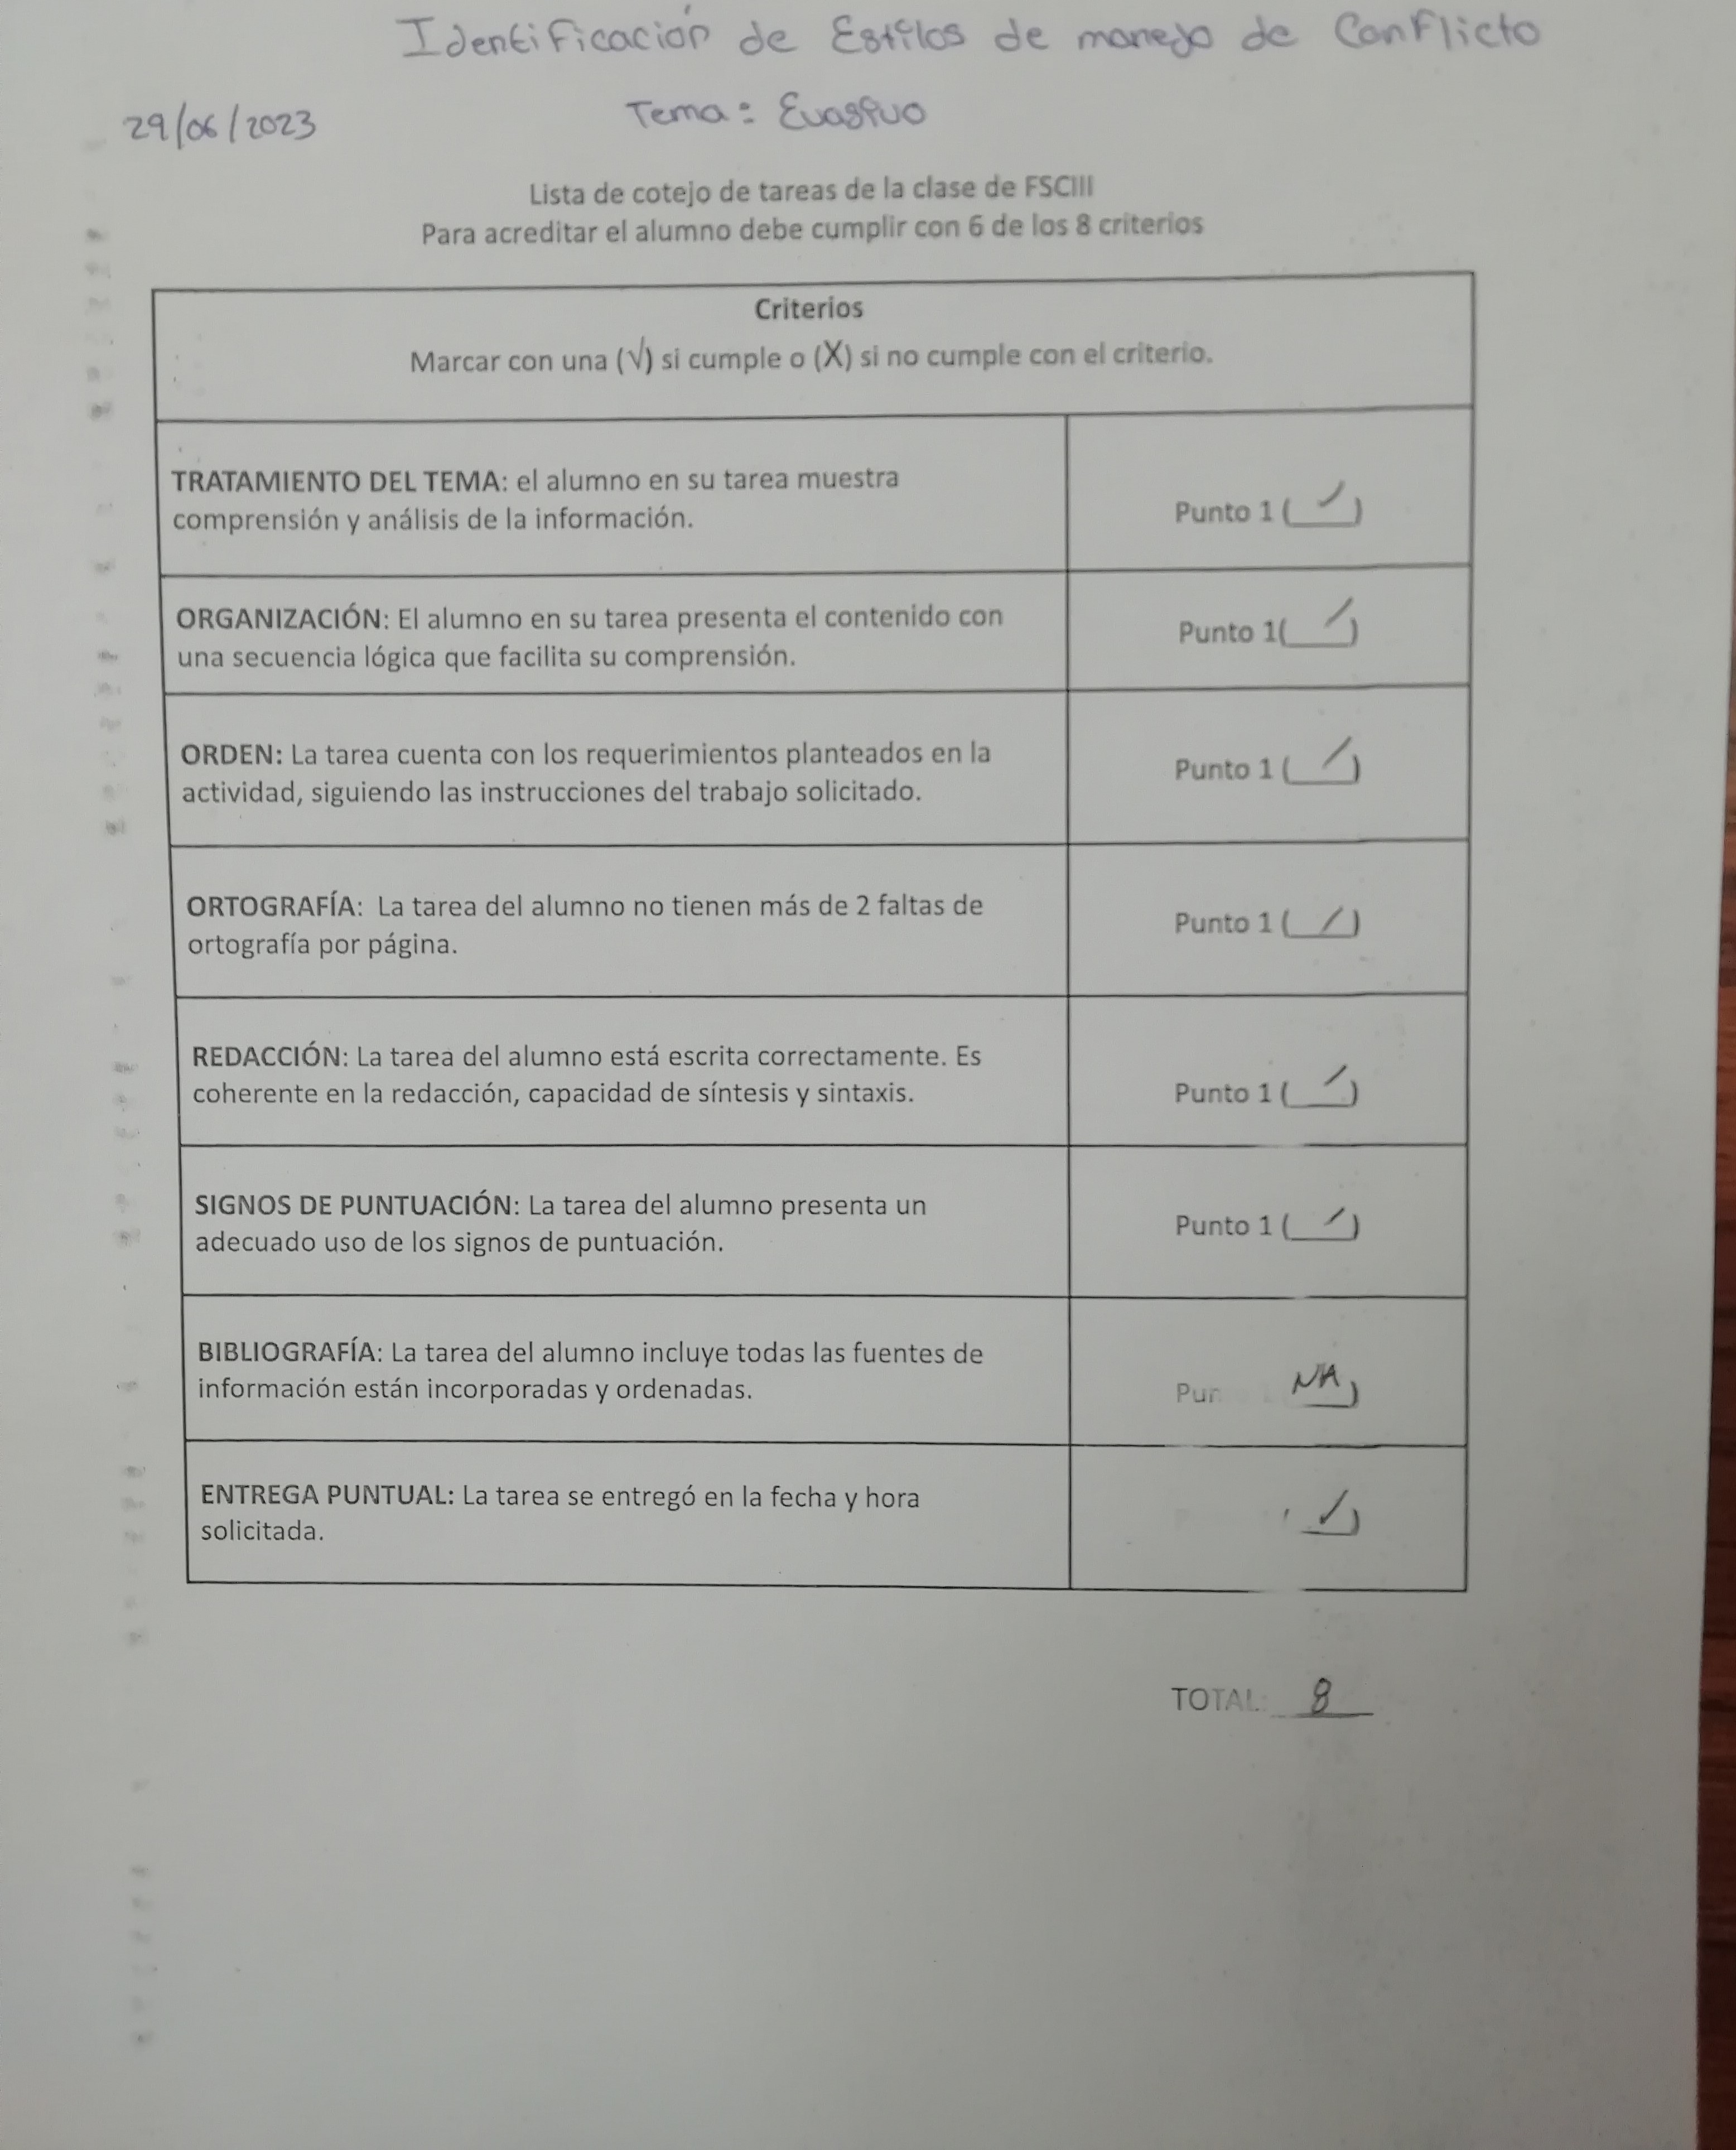 Identificación de Estilos de manejo de Conflicto
29/06/2023 Tema: Evasivo
Lista de cotejo de tareas de la clase de FSCIII
Para acreditar el alumno debe cumplir con 6 de los 8 criterios
Criterios
Marcar con una (√) si cumple o (X) si no cumple con el criterio.
TRATAMIENTO DEL TEMA: el alumno en su tarea muestra
comprensión y análisis de la información.
Punto 1 (✓)
ORGANIZACIÓN: El alumno en su tarea presenta el contenido con
una secuencia lógica que facilita su comprensión.
Punto 1(✓)
ORDEN: La tarea cuenta con los requerimientos planteados en la
actividad, siguiendo las instrucciones del trabajo solicitado.
Punto 1 (✓)
ORTOGRAFÍA: La tarea del alumno no tienen más de 2 faltas de
ortografía por página.
Punto 1 (✓)
REDACCIÓN: La tarea del alumno está escrita correctamente. Es
coherente en la redacción, capacidad de síntesis y sintaxis.
Punto 1 (✓)
SIGNOS DE PUNTUACIÓN: La tarea del alumno presenta un
adecuado uso de los signos de puntuación.
Punto 1 (✓)
BIBLIOGRAFÍA: La tarea del alumno incluye todas las fuentes de
información están incorporadas y ordenadas.
NA)
ENTREGA PUNTUAL: La tarea se entregó en la fecha y hora
solicitada.
✓)
TOTAL: 8